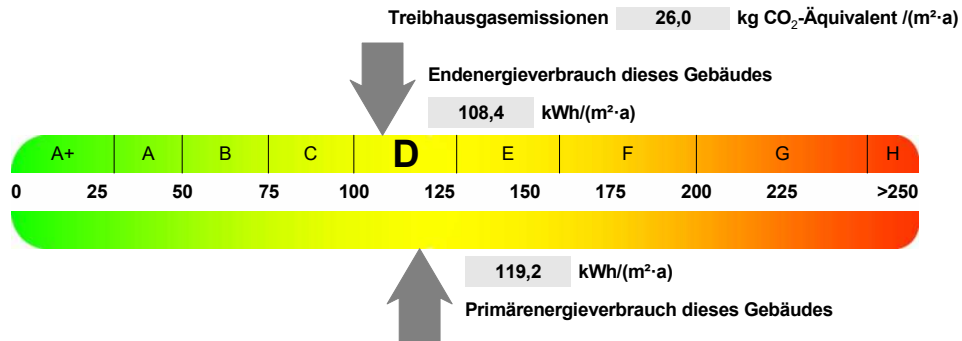 Treibhausgasemissionen 26,0 kg CO₂-Äquivalent /(m²·a)
Endenergieverbrauch dieses Gebäudes
108,4 kWh/(m²·a)
A+ A B C D E F G H
0 25 50 75 100 125 150 175 200 225 >250
119,2 kWh/(m²·a)
Primärenergieverbrauch dieses Gebäudes